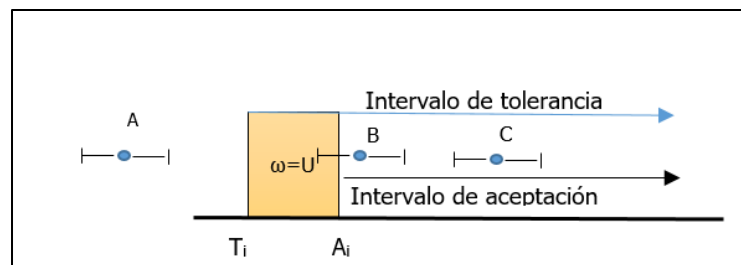 Intervalo de tolerancia
A
B
C
ω=U
Intervalo de aceptación
Ti
Ai